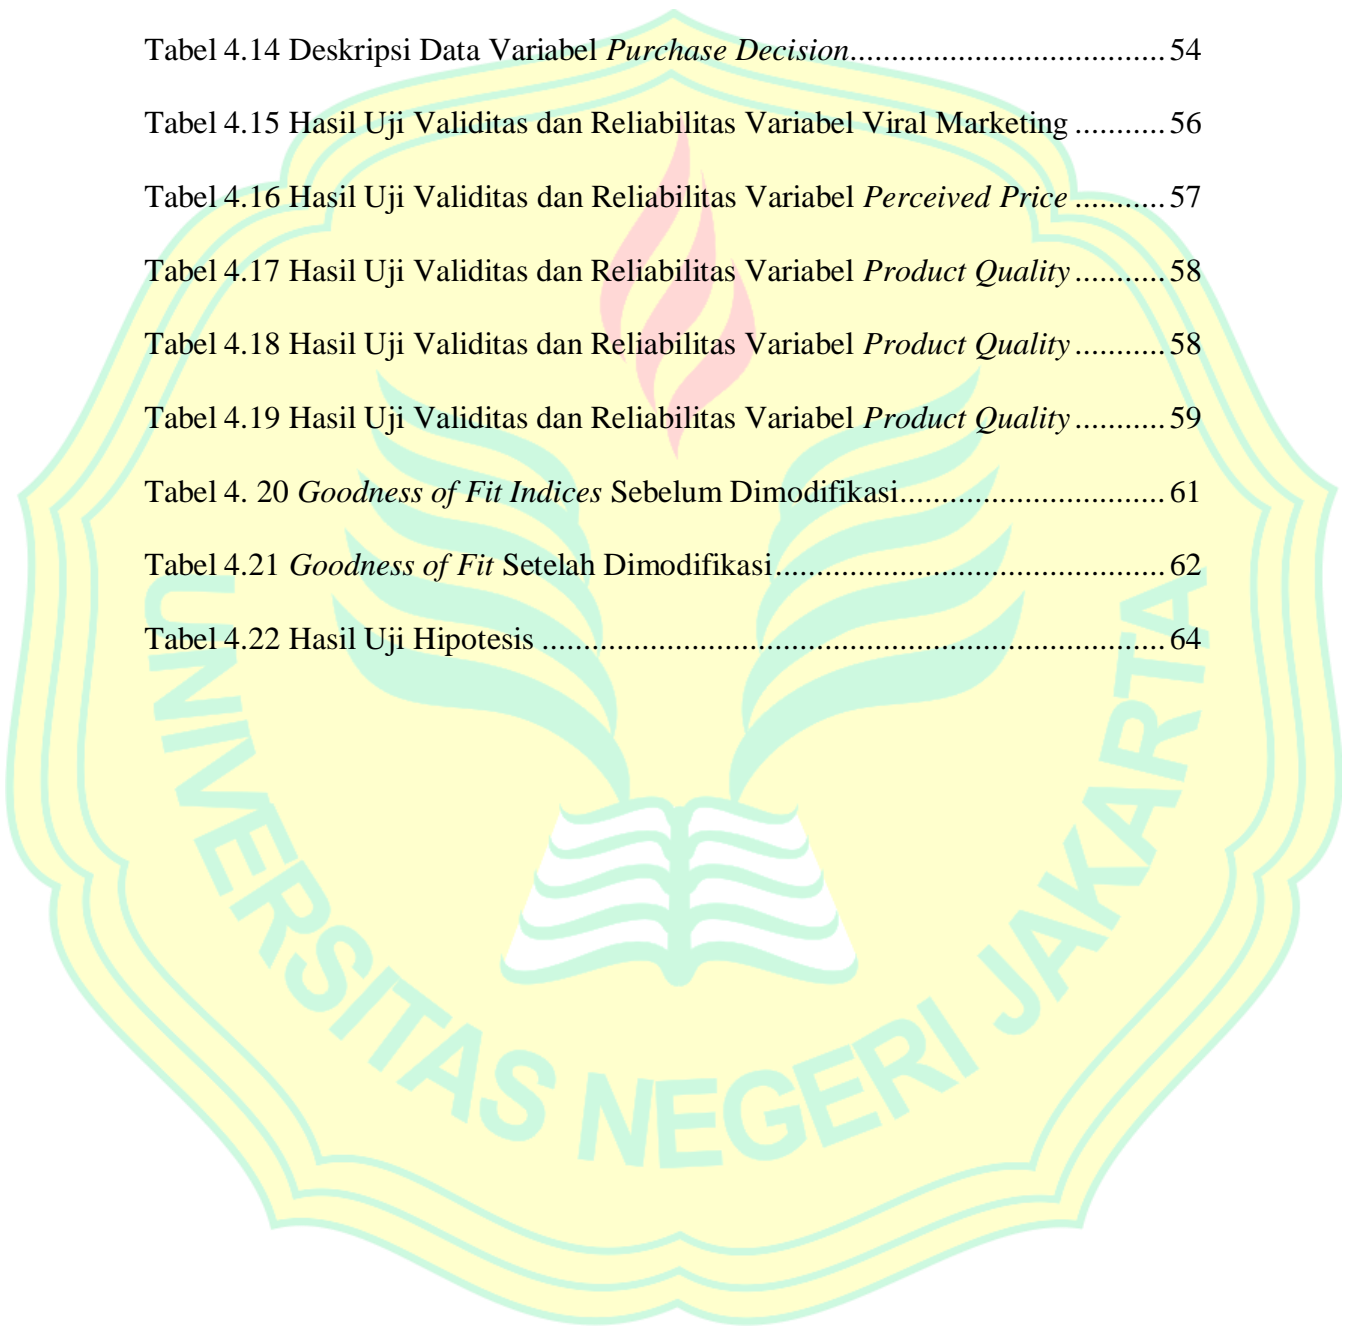 Tabel 4.14 Deskripsi Data Variabel Purchase Decision................................... 54
Tabel 4.15 Hasil Uji Validitas dan Reliabilitas Variabel Viral Marketing ........... 56
Tabel 4.16 Hasil Uji Validitas dan Reliabilitas Variabel Perceived Price ........... 57
Tabel 4.17 Hasil Uji Validitas dan Reliabilitas Variabel Product Quality ........... 58
Tabel 4.18 Hasil Uji Validitas dan Reliabilitas Variabel Product Quality ........... 58
Tabel 4.19 Hasil Uji Validitas dan Reliabilitas Variabel Product Quality ........... 59
Tabel 4. 20 Goodness of Fit Indices Sebelum Dimodifikasi............................. 61
Tabel 4.21 Goodness of Fit Setelah Dimodifikasi........................................... 62
Tabel 4.22 Hasil Uji Hipotesis ..................................................................... 64
UNIVERSITAS NEGERI JAKARTA